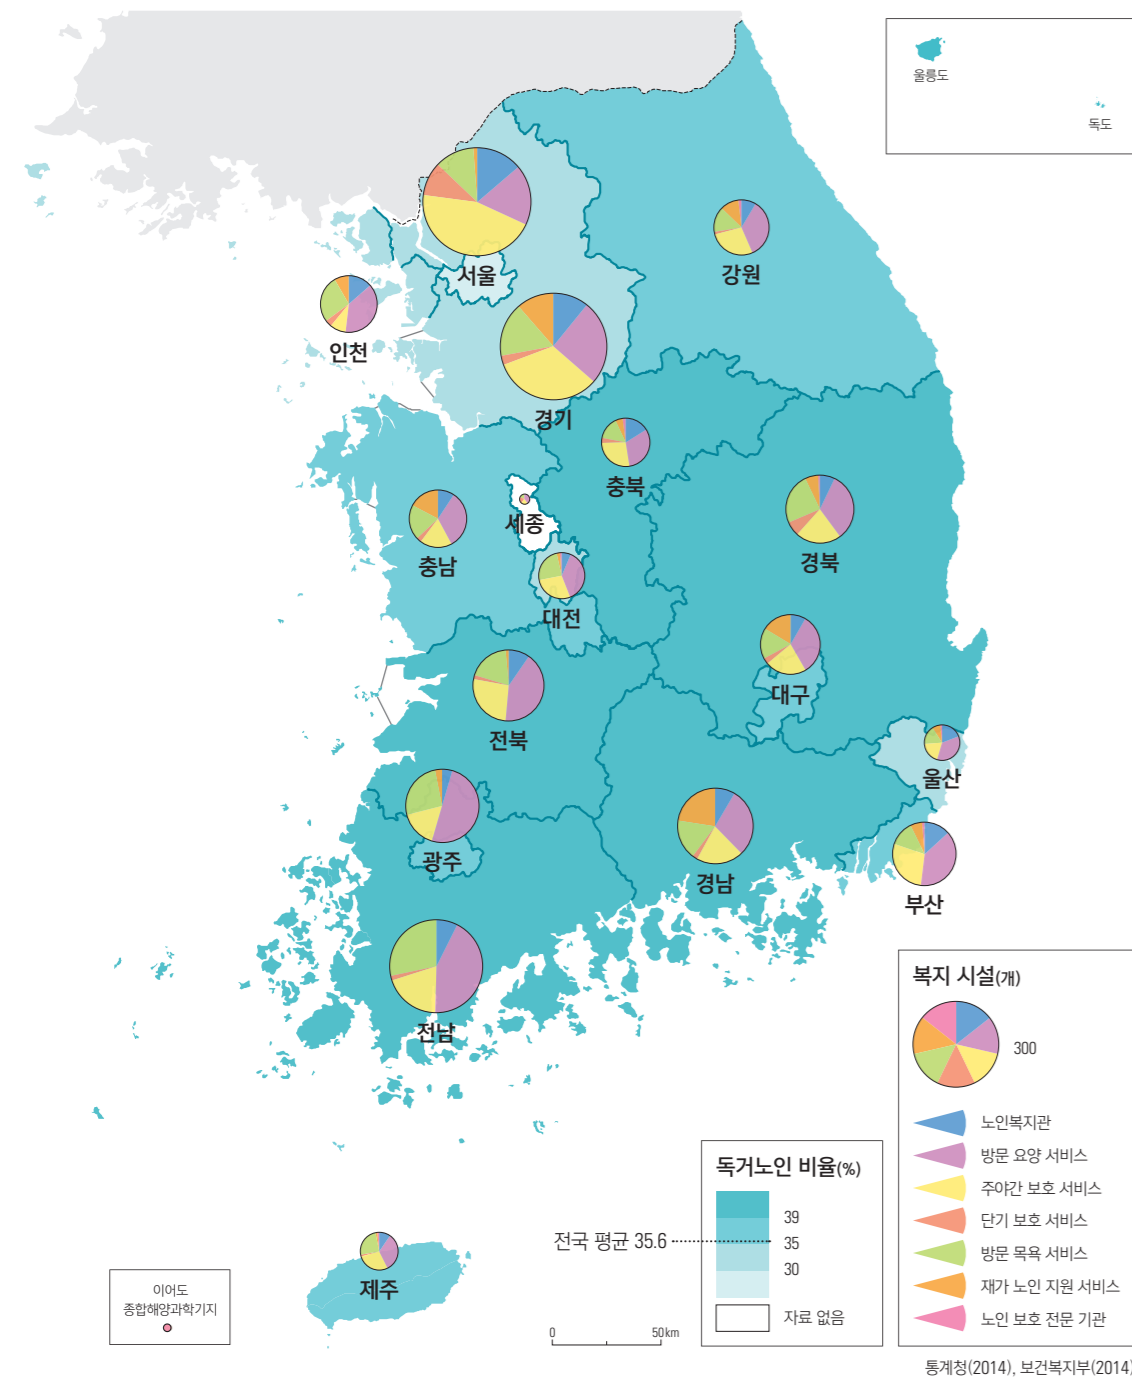 울릉도
독도
서울
강원
인천
경기
충북
세종
충남
경북
대전
대구
전북
울산
광주
경남
부산
전남
제주
복지 시설(개)
300
노인복지관
방문 요양 서비스
주야간 보호 서비스
단기 보호 서비스
방문 목욕 서비스
재가 노인 지원 서비스
노인 보호 전문 기관
독거노인 비율(%)
39
전국 평균 35.6
35
30
자료 없음
이어도
종합해양과학기지
0 50km
통계청(2014), 보건복지부(2014)